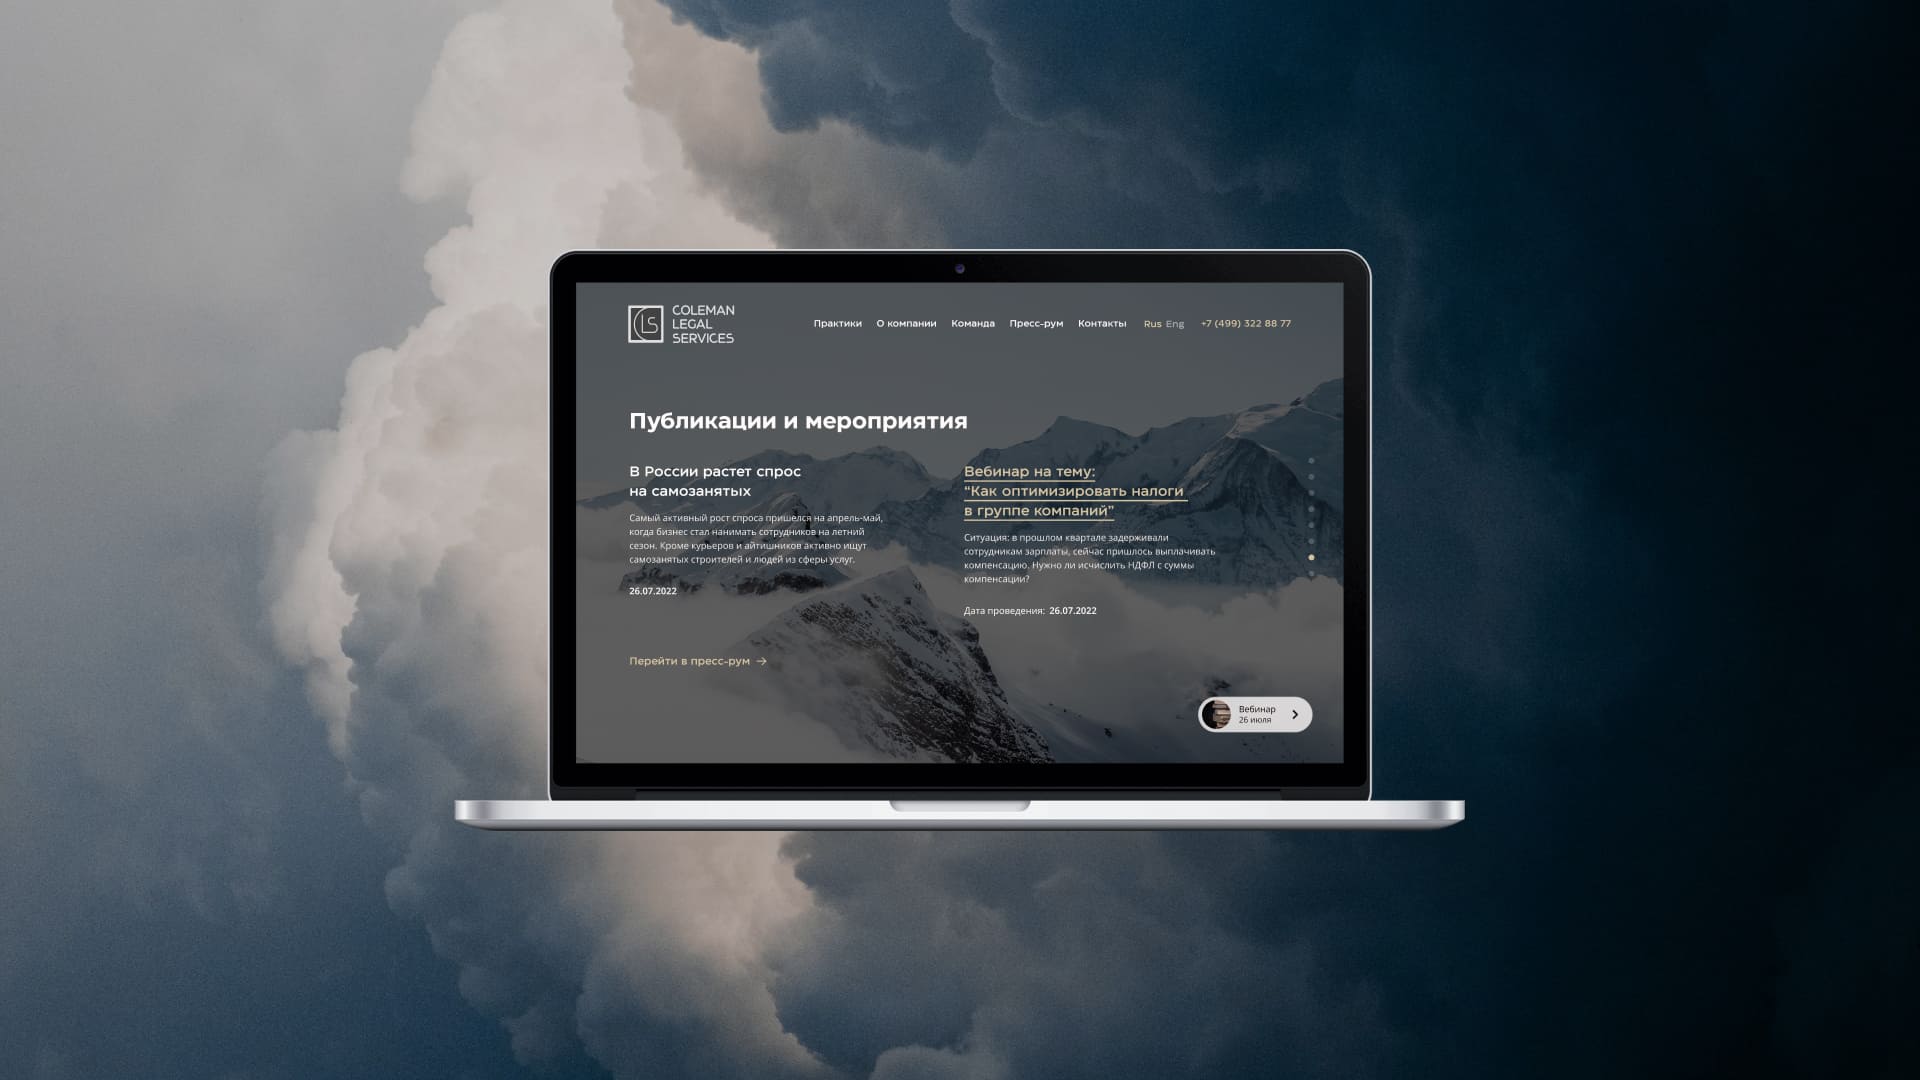 COLEMAN
LEGAL
SERVICES
Практики О компании Команда Пресс-рум Контакты Rus Eng +7 (499) 322 88 77
Публикации и мероприятия
В России растет спрос
на самозанятых
Самый активный рост спроса пришелся на апрель-май,
когда бизнес стал нанимать сотрудников на летний
сезон. Кроме курьеров и айтишников активно ищут
самозанятых строителей и людей из сферы услуг.
26.07.2022
Вебинар на тему:
“Как оптимизировать налоги
в группе компаний”
Ситуация: в прошлом квартале задерживали
сотрудникам зарплаты, сейчас пришлось выплачивать
компенсацию. Нужно ли исчислить НДФЛ с суммы
компенсации?
Дата проведения: 26.07.2022
Перейти в пресс-рум →
Вебинар
26 июля